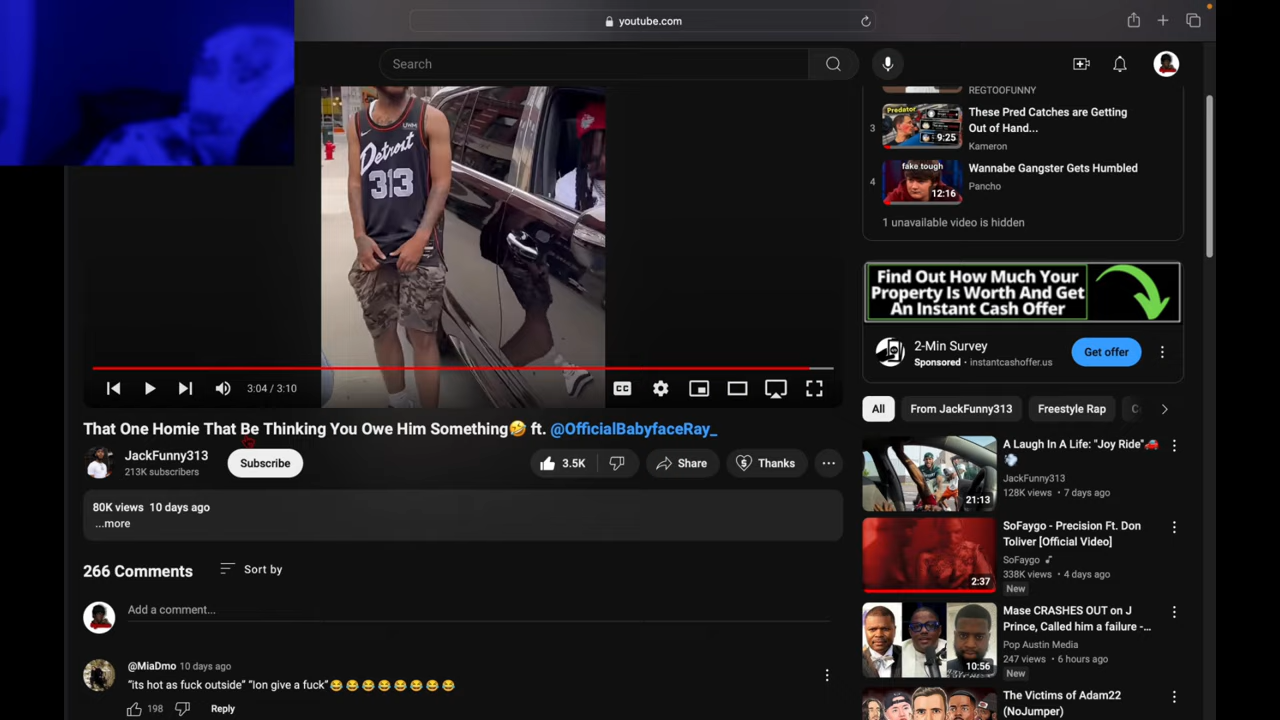 youtube.com
Search
REGTOOFUNNY
3
Predator
9:25
These Pred Catches are Getting
Out of Hand...
Kameron
4
fake tough
12:16
Wannabe Gangster Gets Humbled
Pancho
1 unavailable video is hidden
UWM
Detroit
313
Find Out How Much Your
Property Is Worth And Get
An Instant Cash Offer
2-Min Survey
Sponsored • instantcashoffer.us
Get offer
3:04 / 3:10
CC
That One Homie That Be Thinking You Owe Him Something🤣 ft. @OfficialBabyfaceRay_
JackFunny313
213K subscribers
Subscribe
3.5K
Share
Thanks
80K views 10 days ago
...more
266 Comments
Sort by
Add a comment...
@MiaDmo 10 days ago
“its hot as fuck outside” “Ion give a fuck”😂😂😂😂😂😂😂😂
198
Reply
All
From JackFunny313
Freestyle Rap
21:13
A Laugh In A Life: "Joy Ride"🚗
💨
JackFunny313
128K views • 7 days ago
2:37
SoFaygo - Precision Ft. Don
Toliver [Official Video]
SoFaygo
338K views • 4 days ago
New
10:56
Mase CRASHES OUT on J
Prince, Called him a failure -...
Pop Austin Media
247 views • 6 hours ago
New
The Victims of Adam22
(NoJumper)